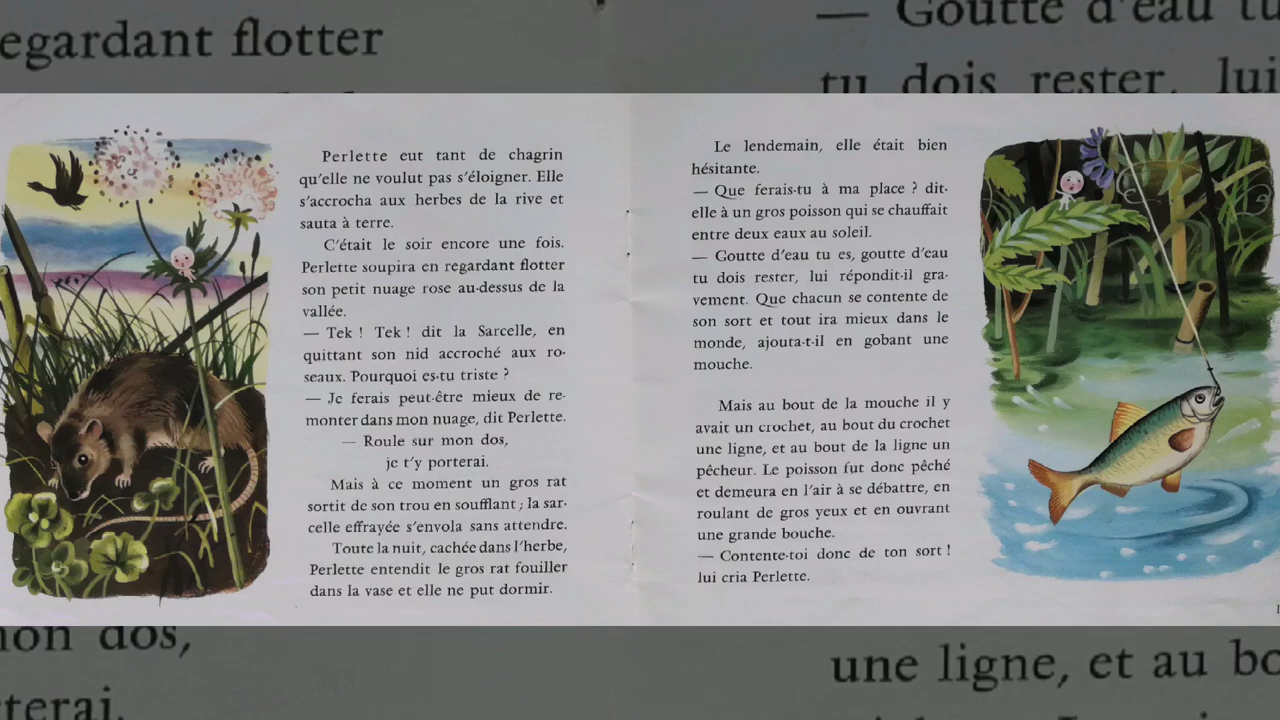 egardant flotter
— Goutte d'eau tu
tu dois rester, lui
Perlette eut tant de chagrin
qu'elle ne voulut pas s'éloigner. Elle
s'accrocha aux herbes de la rive et
sauta à terre.
C'était le soir encore une fois.
Perlette soupira en regardant flotter
son petit nuage rose au-dessus de la
vallée.
— Tek ! Tek ! dit la Sarcelle, en
quittant son nid accroché aux ro-
seaux. Pourquoi es-tu triste ?
— Je ferais peut-être mieux de re-
monter dans mon nuage, dit Perlette.
— Roule sur mon dos,
je t'y porterai.
Mais à ce moment un gros rat
sortit de son trou en soufflant ; la sar-
celle effrayée s'envola sans attendre.
Toute la nuit, cachée dans l'herbe,
Perlette entendit le gros rat fouiller
dans la vase et elle ne put dormir.
Le lendemain, elle était bien
hésitante.
— Que ferais-tu à ma place ? dit-
elle à un gros poisson qui se chauffait
entre deux eaux au soleil.
— Goutte d'eau tu es, goutte d'eau
tu dois rester, lui répondit-il gra-
vement. Que chacun se contente de
son sort et tout ira mieux dans le
monde, ajouta-t-il en gobant une
mouche.
Mais au bout de la mouche il y
avait un crochet, au bout du crochet
une ligne, et au bout de la ligne un
pêcheur. Le poisson fut donc pêché
et demeura en l'air à se débattre, en
roulant de gros yeux et en ouvrant
une grande bouche.
— Contente-toi donc de ton sort !
lui cria Perlette.
mon dos,
rterai.
une ligne, et au bo